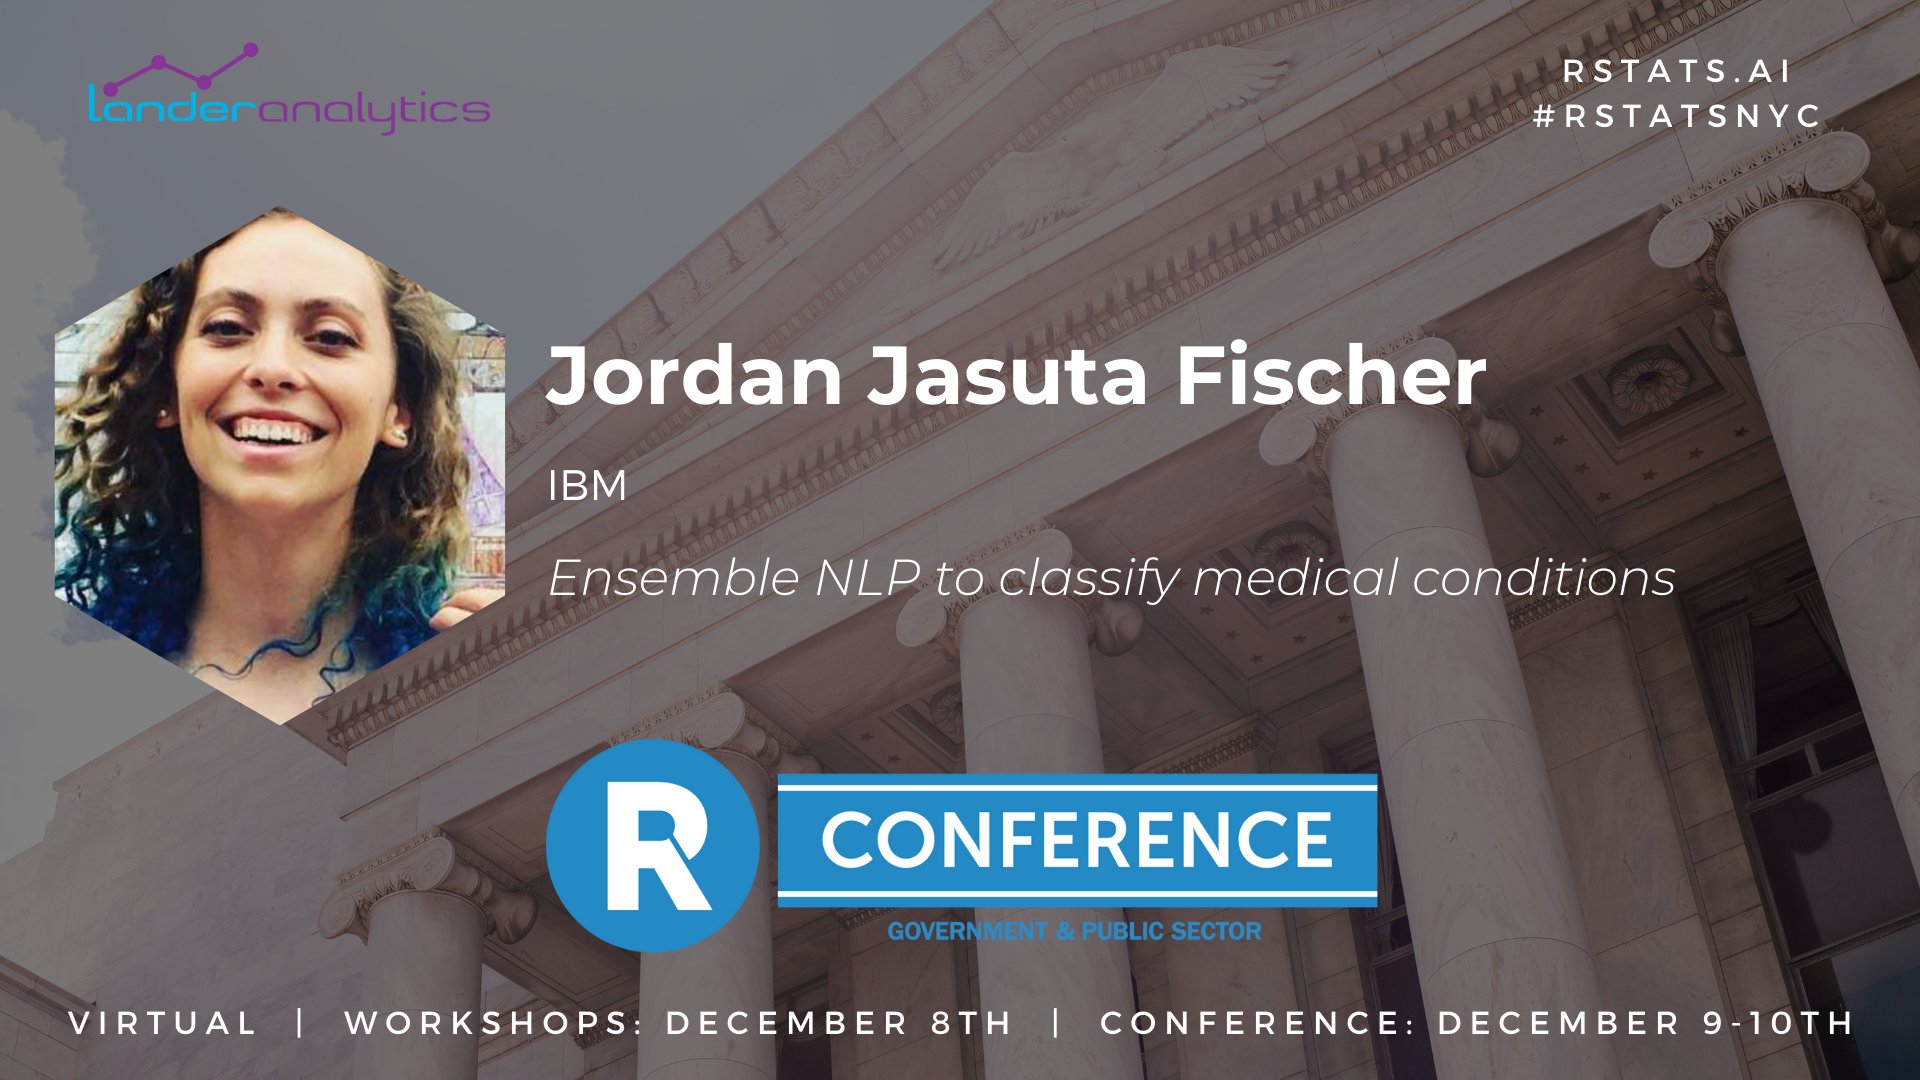 landeranalytics
RSTATS.AI
#RSTATSNYC
Jordan Jasuta Fischer
IBM
Ensemble NLP to classify medical conditions
R
CONFERENCE
GOVERNMENT & PUBLIC SECTOR
VIRTUAL | WORKSHOPS: DECEMBER 8TH | CONFERENCE: DECEMBER 9-10TH